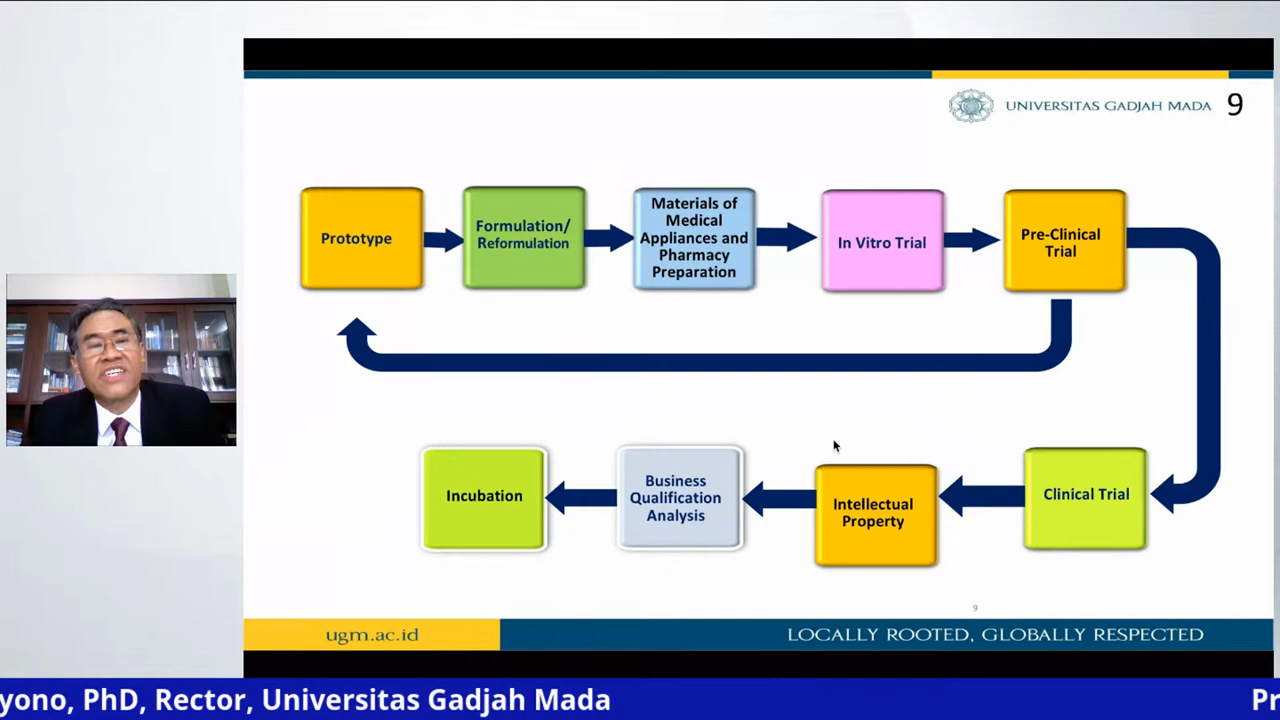 UNIVERSITAS GADJAH MADA 9
Prototype
Formulation/
Reformulation
Materials of
Medical
Appliances and
Pharmacy
Preparation
In Vitro Trial
Pre-Clinical
Trial
Clinical Trial
Intellectual
Property
Business
Qualification
Analysis
Incubation
9
ugm.ac.id
LOCALLY ROOTED, GLOBALLY RESPECTED
yono, PhD, Rector, Universitas Gadjah Mada
Pr